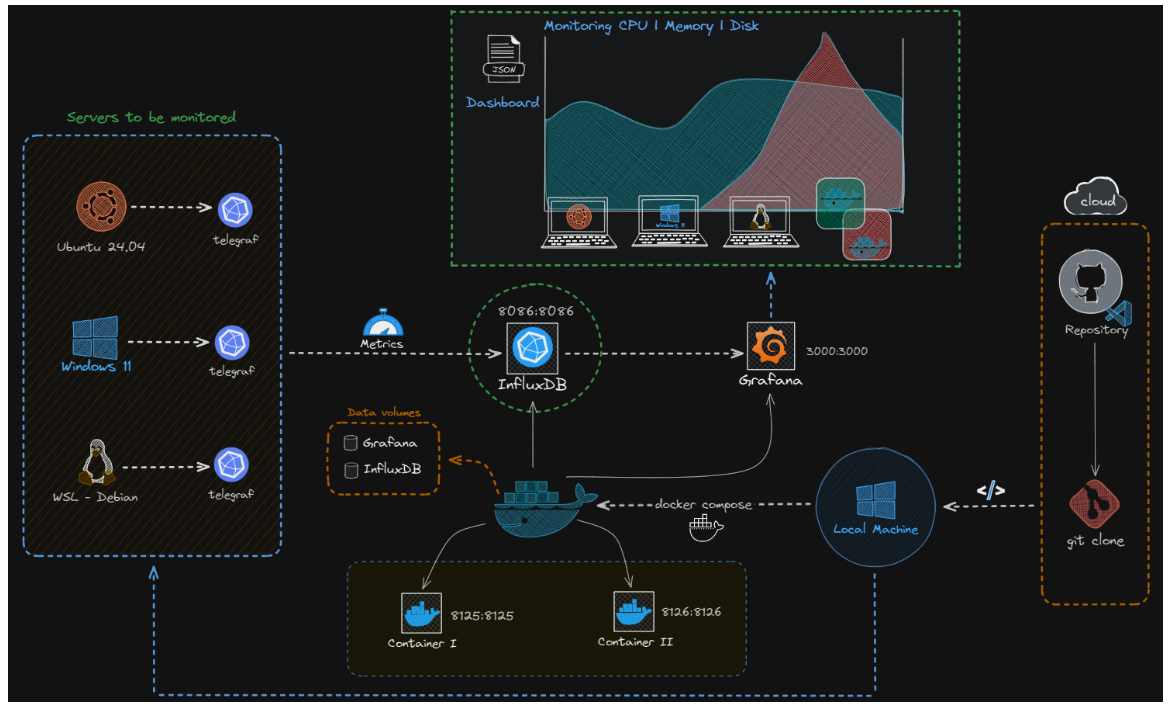 Monitoring CPU | Memory | Disk
JSON
Dashboard
Servers to be monitored
Ubuntu 24.04
telegraf
Windows 11
telegraf
WSL - Debian
telegraf
Windows 11
cloud
Repository
git clone
Metrics
8086:8086
InfluxDB
3000:3000
Grafana
Data volumes
Grafana
InfluxDB
docker compose
</>
Local Machine
8125:8125
Container I
8126:8126
Container II